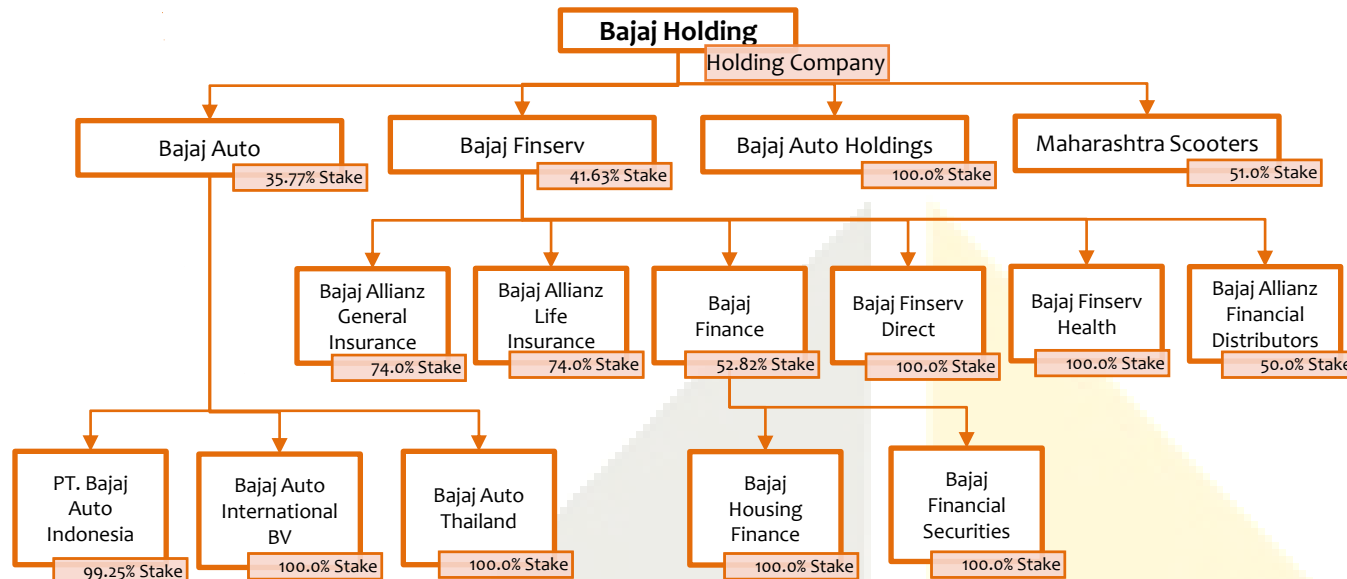 Bajaj Holding
Holding Company
Bajaj Auto
35.77% Stake
Bajaj Finserv
41.63% Stake
Bajaj Auto Holdings
100.0% Stake
Maharashtra Scooters
51.0% Stake
Bajaj Allianz
General
Insurance
74.0% Stake
Bajaj Allianz
Life
Insurance
74.0% Stake
Bajaj
Finance
52.82% Stake
Bajaj Finserv
Direct
100.0% Stake
Bajaj Finserv
Health
100.0% Stake
Bajaj Allianz
Financial
Distributors
50.0% Stake
PT. Bajaj
Auto
Indonesia
99.25% Stake
Bajaj Auto
International
BV
100.0% Stake
Bajaj Auto
Thailand
100.0% Stake
Bajaj
Housing
Finance
100.0% Stake
Bajaj
Financial
Securities
100.0% Stake